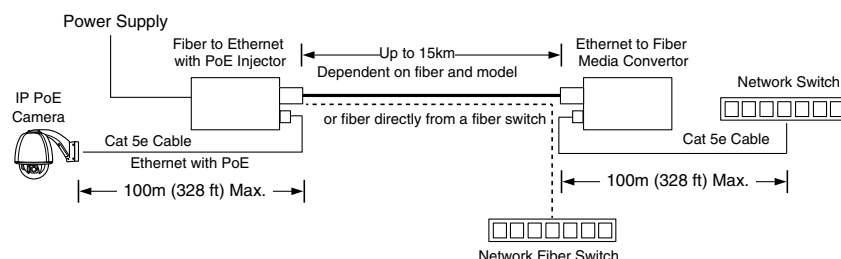 Power Supply
Fiber to Ethernet
with PoE Injector
Up to 15km
Dependent on fiber and model
Ethernet to Fiber
Media Convertor
Network Switch
IP PoE
Camera
or fiber directly from a fiber switch
Cat 5e Cable
Ethernet with PoE
Cat 5e Cable
100m (328 ft) Max.
100m (328 ft) Max.
Network Fiber Switch